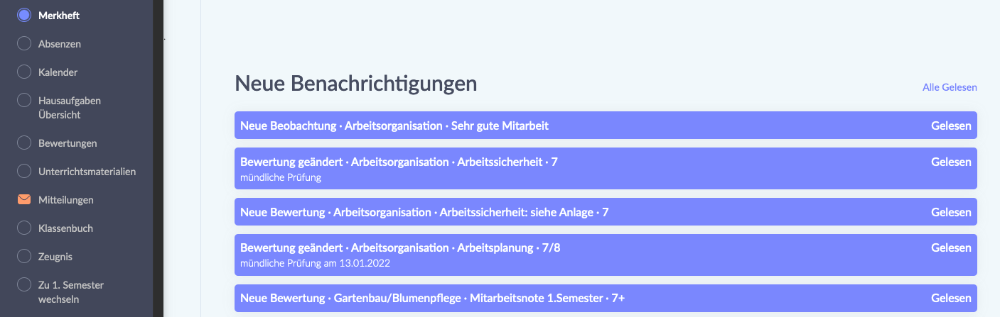 Merkheft
Absenzen
Kalender
Hausaufgaben
Übersicht
Bewertungen
Unterrichtsmaterialien
Mitteilungen
Klassenbuch
Zeugnis
Zu 1. Semester
wechseln
Neue Benachrichtigungen
Alle Gelesen
Neue Beobachtung · Arbeitsorganisation · Sehr gute Mitarbeit Gelesen
Bewertung geändert · Arbeitsorganisation · Arbeitssicherheit · 7 Gelesen
mündliche Prüfung
Neue Bewertung · Arbeitsorganisation · Arbeitssicherheit: siehe Anlage · 7 Gelesen
Bewertung geändert · Arbeitsorganisation · Arbeitsplanung · 7/8 Gelesen
mündliche Prüfung am 13.01.2022
Neue Bewertung · Gartenbau/Blumenpflege · Mitarbeitsnote 1.Semester · 7+ Gelesen